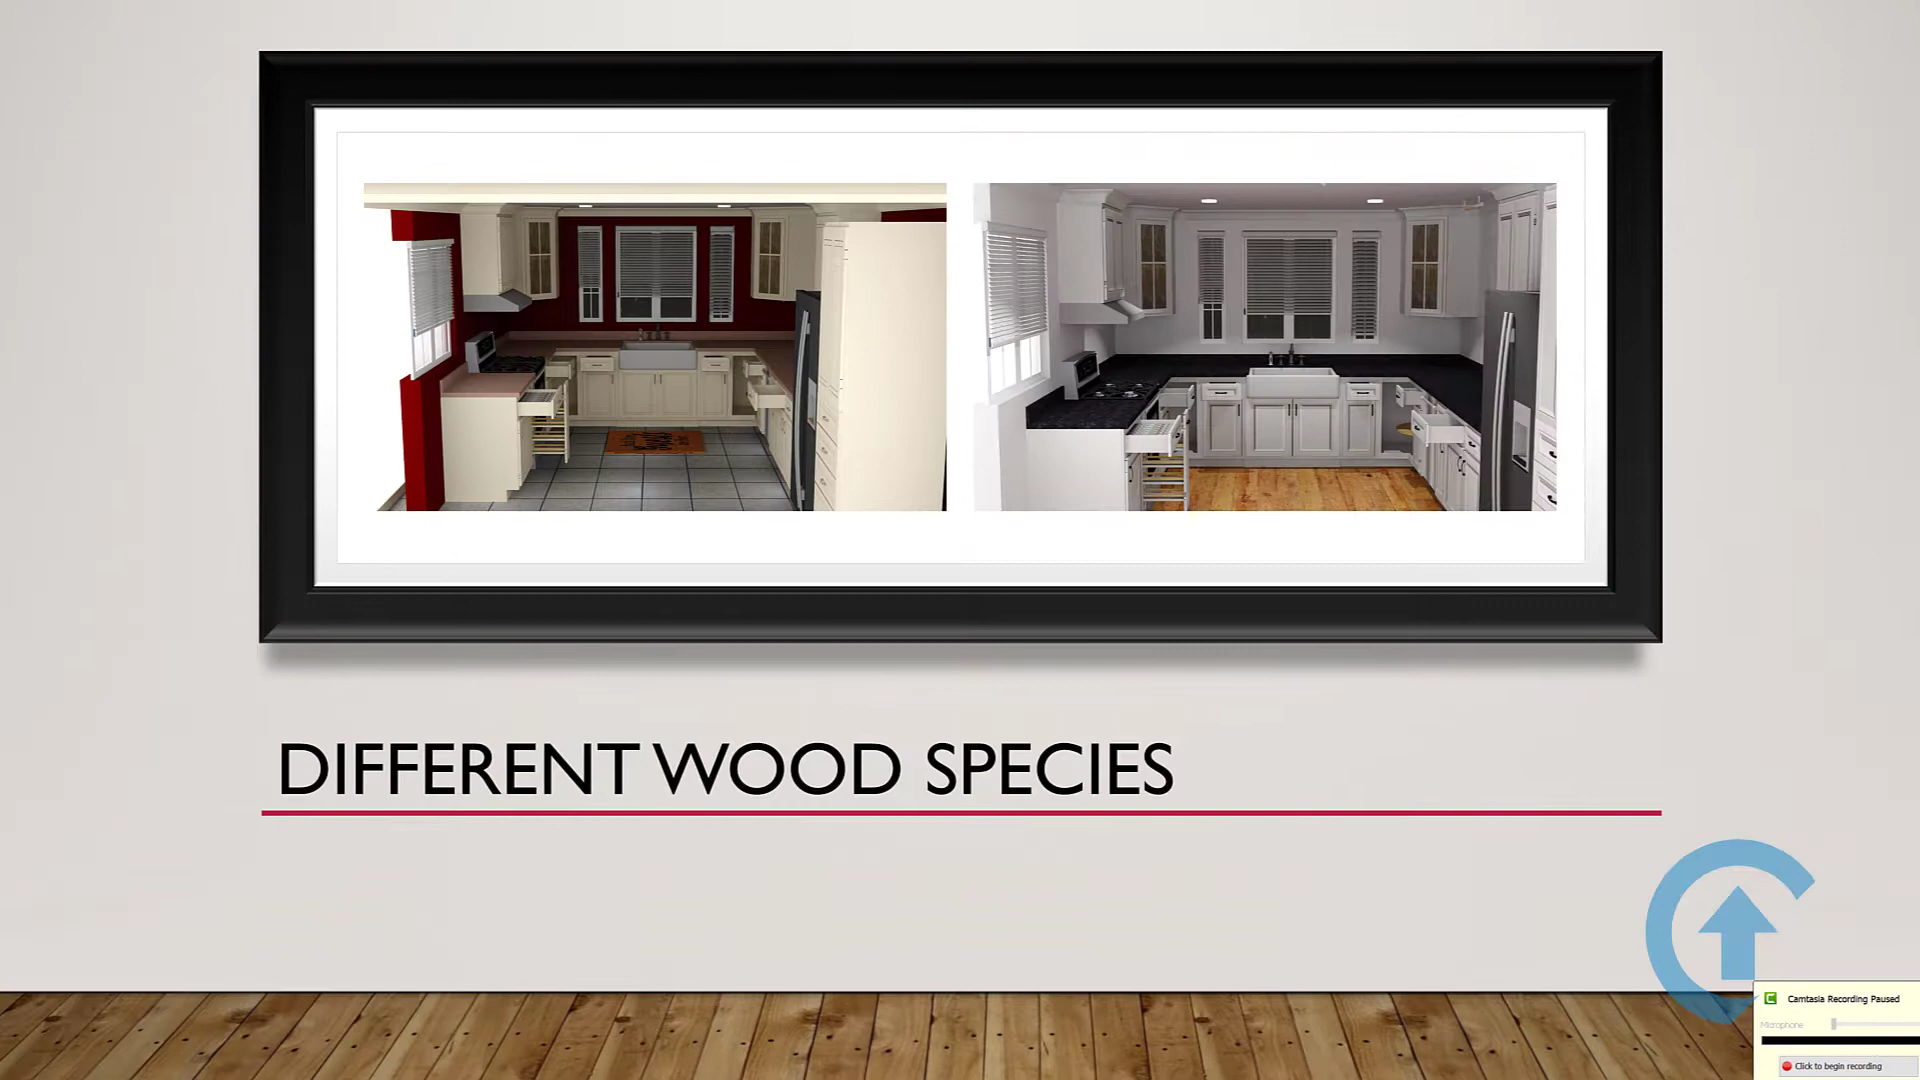 DIFFERENT WOOD SPECIES
Camtasia Recording Paused
Microphone
Click to begin recording